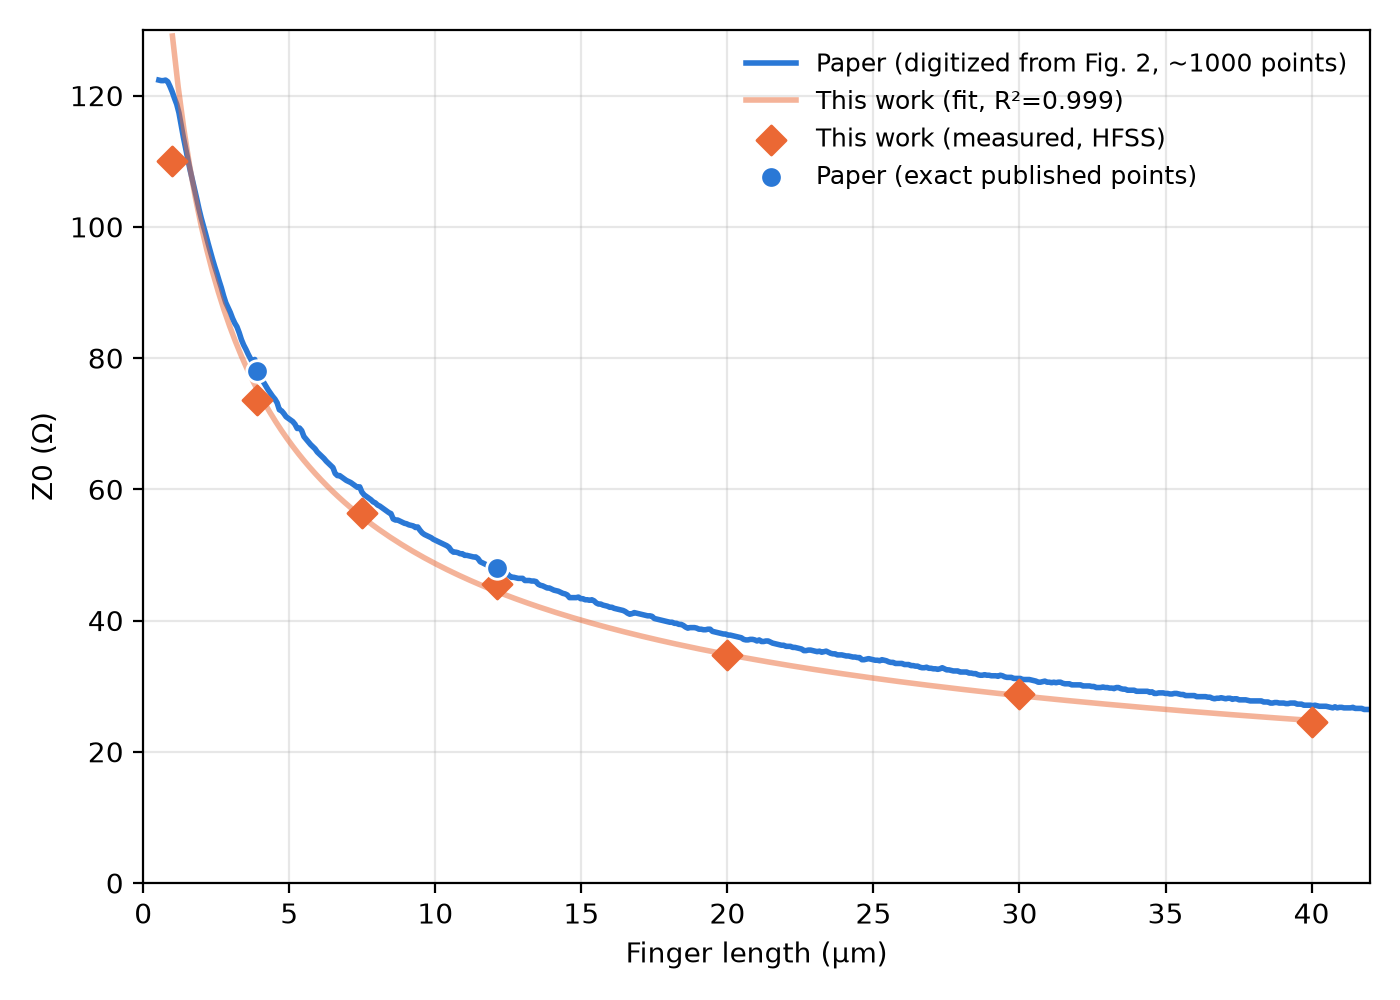 Paper (digitized from Fig. 2, ~1000 points)
This work (fit, R²=0.999)
This work (measured, HFSS)
Paper (exact published points)
120
100
80
60
40
20
0
Z0 (Ω)
0 5 10 15 20 25 30 35 40
Finger length (μm)